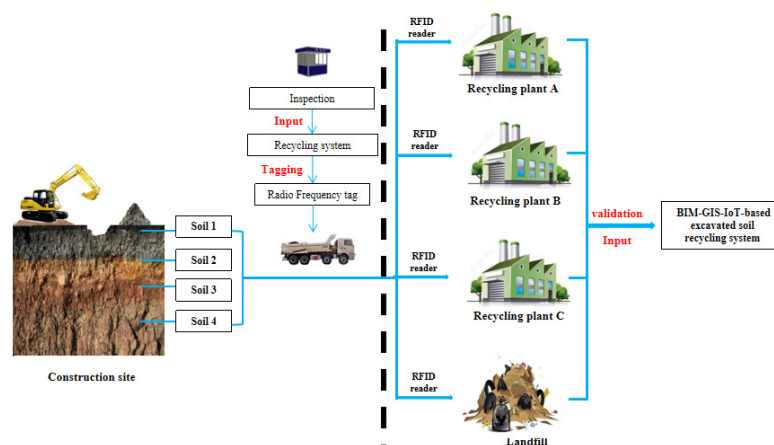 Inspection
Input
Recycling system
Tagging
Radio Frequency tag
Soil 1
Soil 2
Soil 3
Soil 4
Construction site
RFID
reader
Recycling plant A
RFID
reader
Recycling plant B
RFID
reader
Recycling plant C
RFID
reader
Landfill
validation
Input
BIM-GIS-IoT-based
excavated soil
recycling system